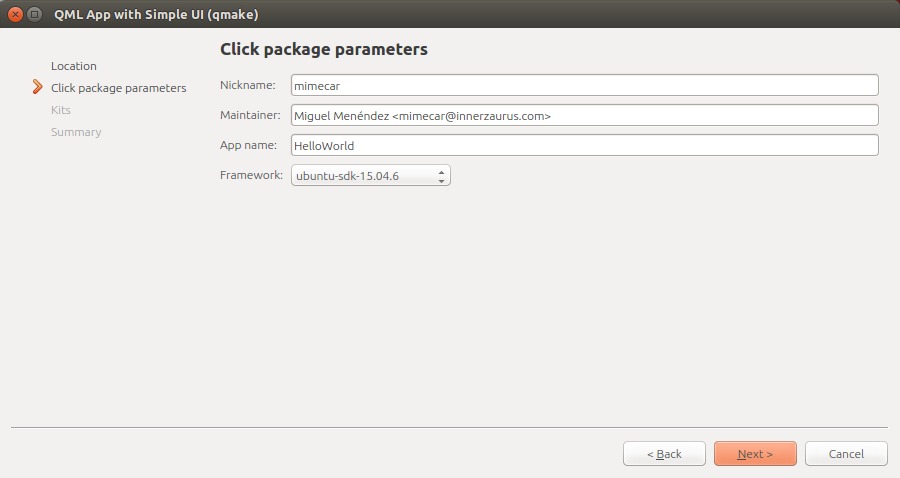 QML App with Simple UI (qmake)
Location
Click package parameters
Kits
Summary
Click package parameters
Nickname: mimecar
Maintainer: Miguel Menéndez <mimecar@innerzaurus.com>
App name: HelloWorld
Framework: ubuntu-sdk-15.04.6
< Back Next > Cancel